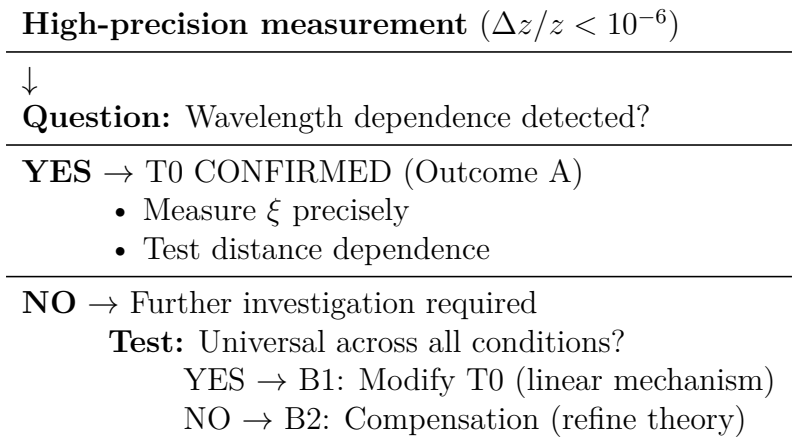 High-precision measurement (Δz/z < 10⁻⁶)
↓
Question: Wavelength dependence detected?
YES → T0 CONFIRMED (Outcome A)
• Measure ξ precisely
• Test distance dependence
NO → Further investigation required
Test: Universal across all conditions?
YES → B1: Modify T0 (linear mechanism)
NO → B2: Compensation (refine theory)